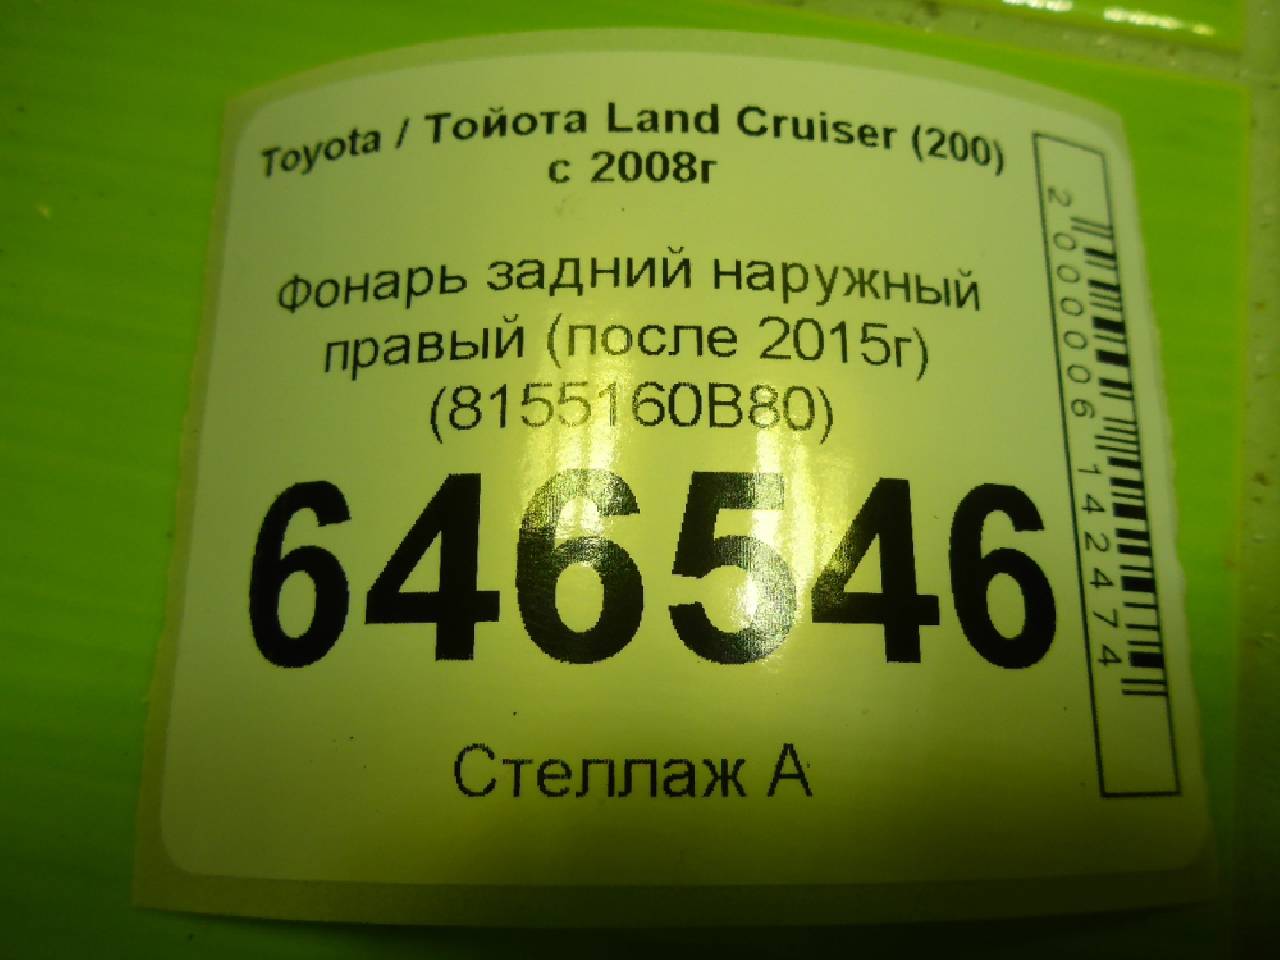 Toyota / Тойота Land Cruiser (200)
с 2008г
Фонарь задний наружный
правый (после 2015г)
(8155160B80)
646546
Стеллаж А
2000006142474